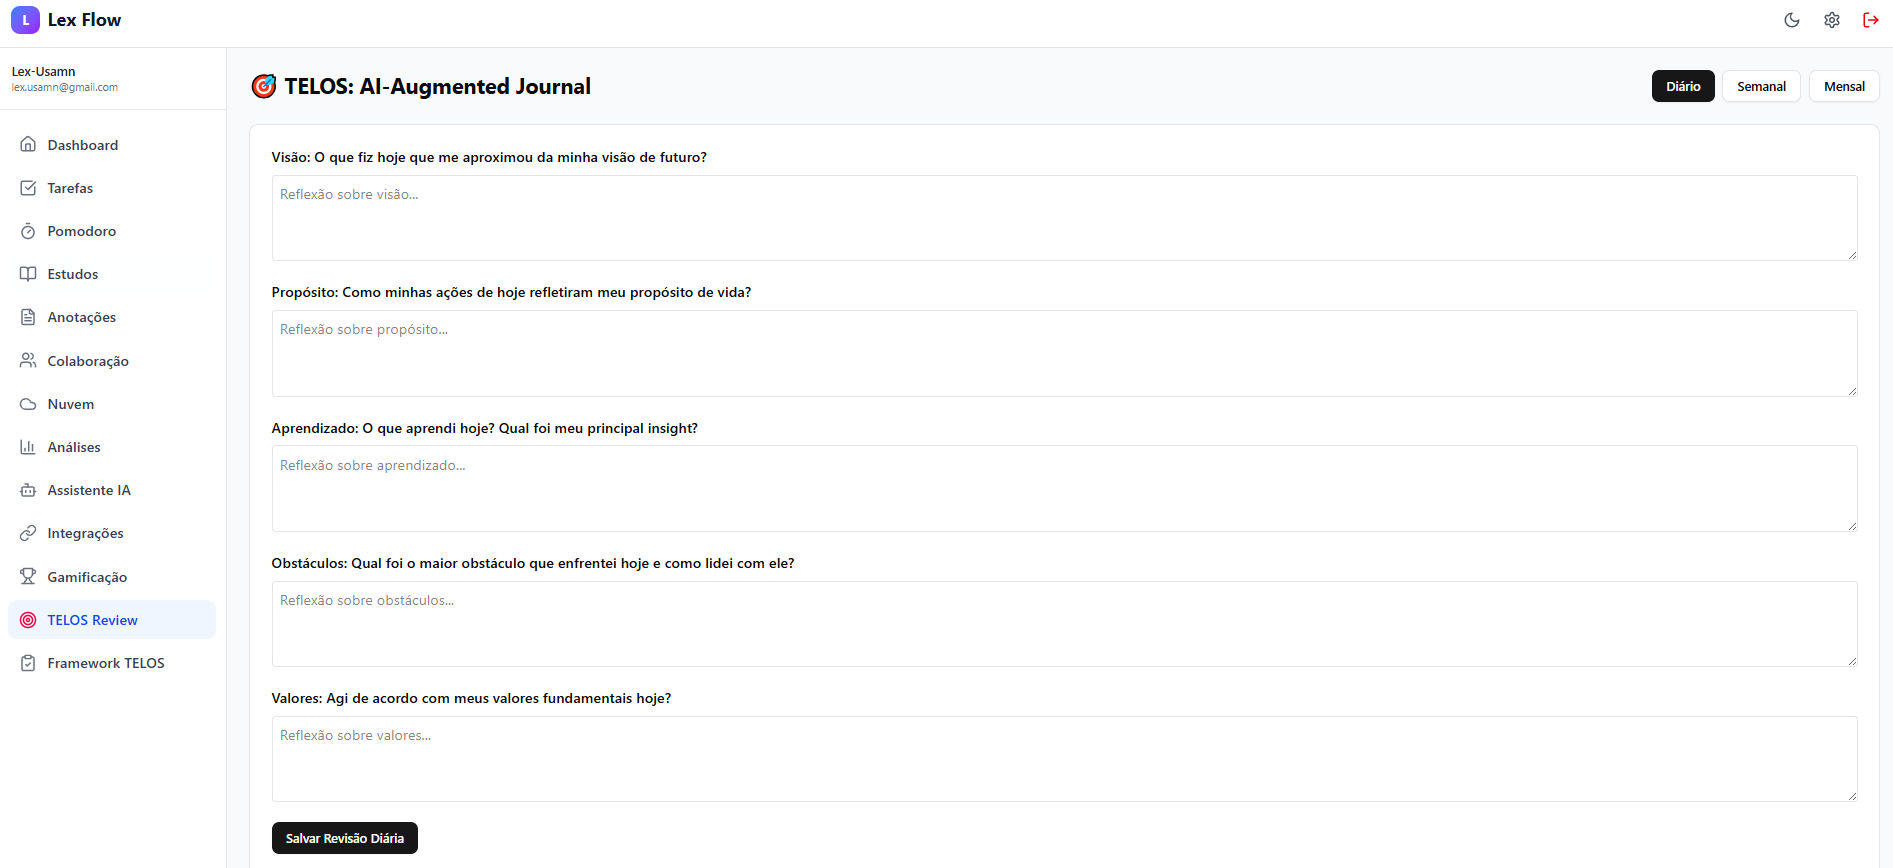 L Lex Flow
Lex-Usamn
lex.usamn@gmail.com
Dashboard
Tarefas
Pomodoro
Estudos
Anotações
Colaboração
Nuvem
Análises
Assistente IA
Integrações
Gamificação
TELOS Review
Framework TELOS
TELOS: AI-Augmented Journal
Diário
Semanal
Mensal
Visão: O que fiz hoje que me aproximou da minha visão de futuro?
Reflexão sobre visão...
Propósito: Como minhas ações de hoje refletiram meu propósito de vida?
Reflexão sobre propósito...
Aprendizado: O que aprendi hoje? Qual foi meu principal insight?
Reflexão sobre aprendizado...
Obstáculos: Qual foi o maior obstáculo que enfrentei hoje e como lidei com ele?
Reflexão sobre obstáculos...
Valores: Agi de acordo com meus valores fundamentais hoje?
Reflexão sobre valores...
Salvar Revisão Diária